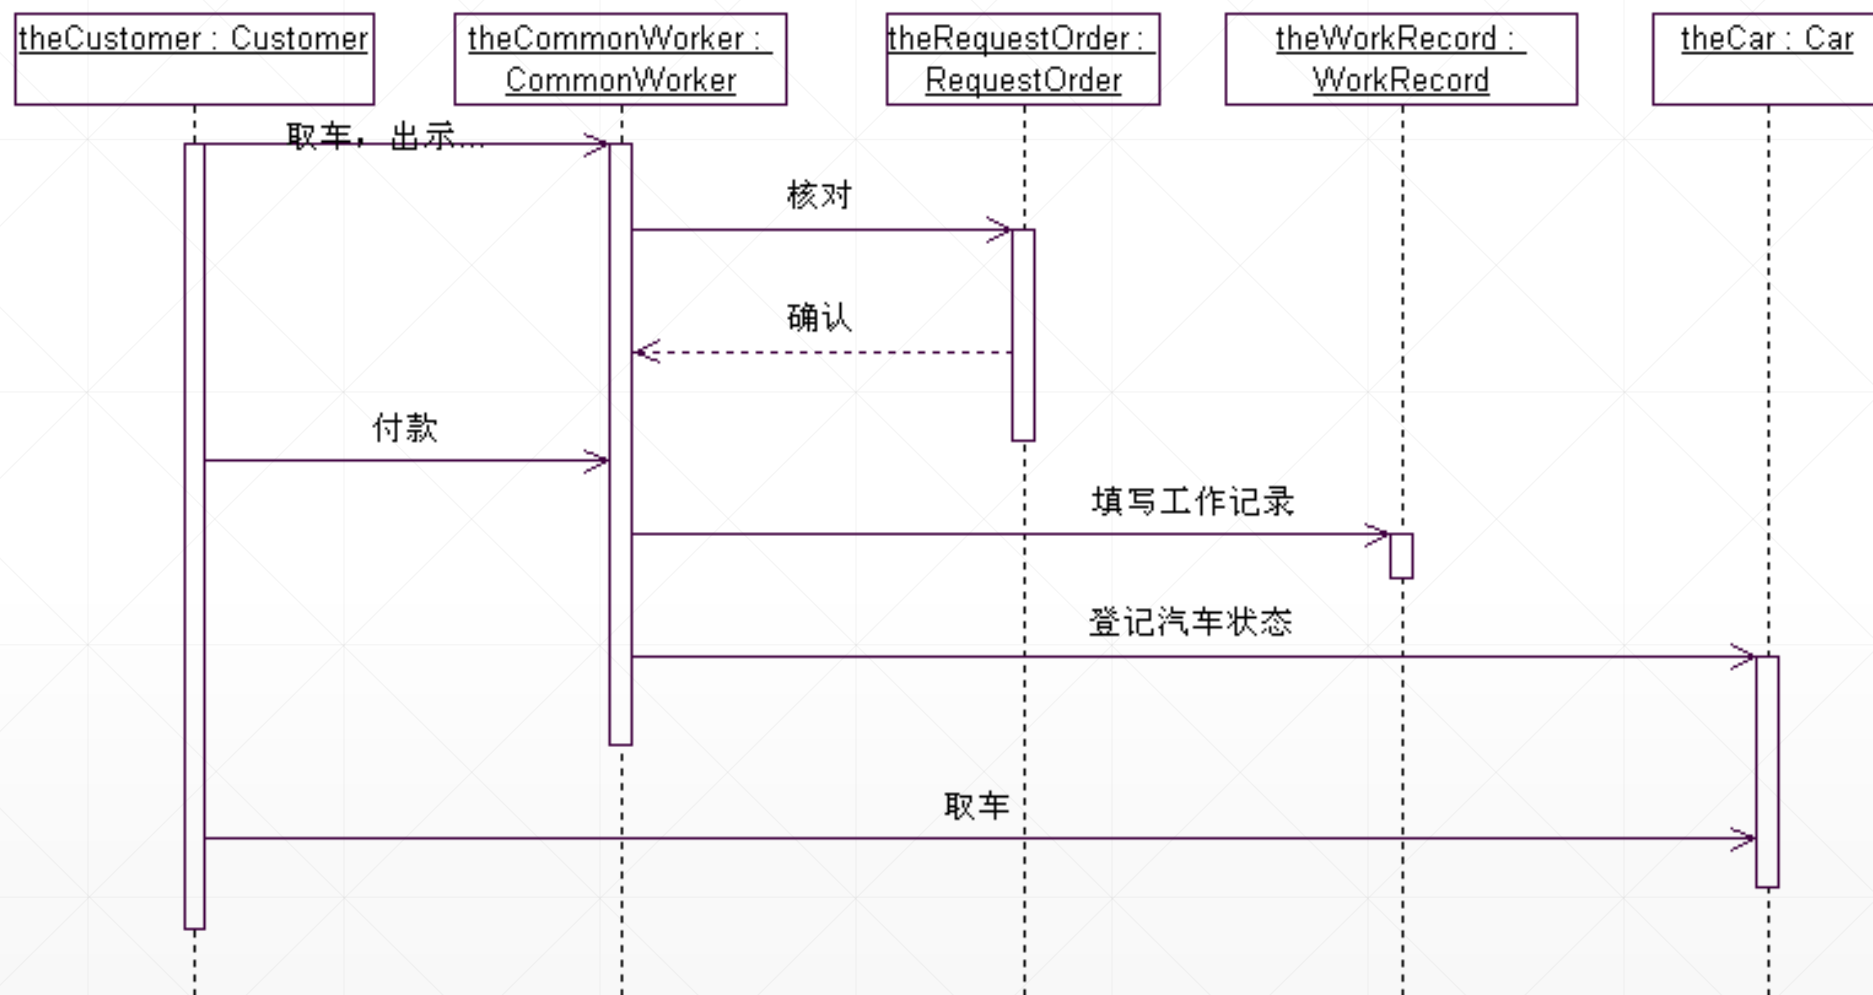 theCustomer : Customer
theCommonWorker :
CommonWorker
theRequestOrder :
RequestOrder
theWorkRecord :
WorkRecord
theCar : Car
取车，出示...
核对
确认
付款
填写工作记录
登记汽车状态
取车